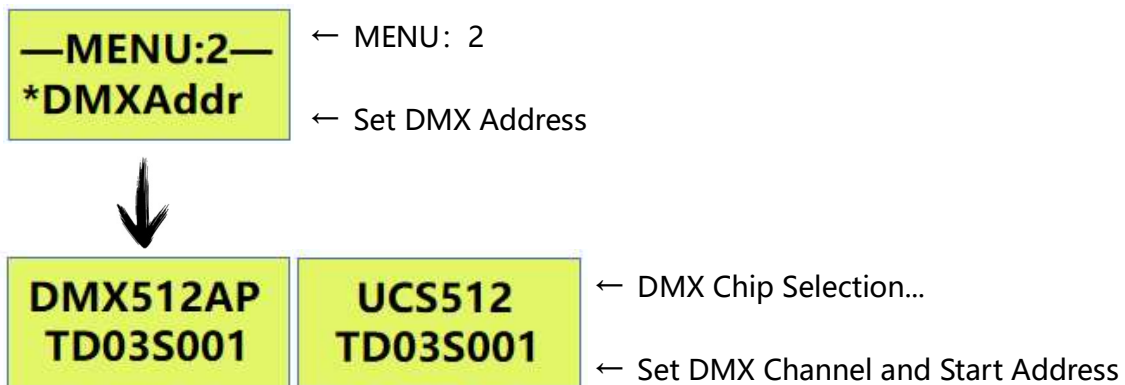 —MENU:2—
← MENU: 2
*DMXAddr
← Set DMX Address
DMX512AP
TD03S001
UCS512
TD03S001
← DMX Chip Selection...
← Set DMX Channel and Start Address